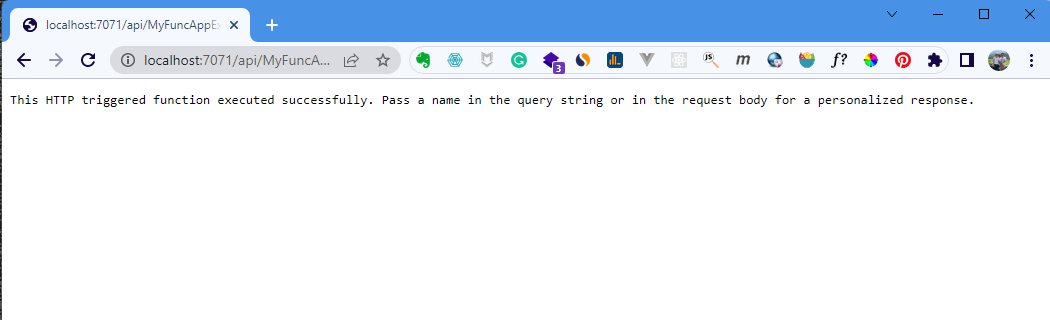 localhost:7071/api/MyFuncAppEx
localhost:7071/api/MyFuncA...
3
JS
m
f?
This HTTP triggered function executed successfully. Pass a name in the query string or in the request body for a personalized response.